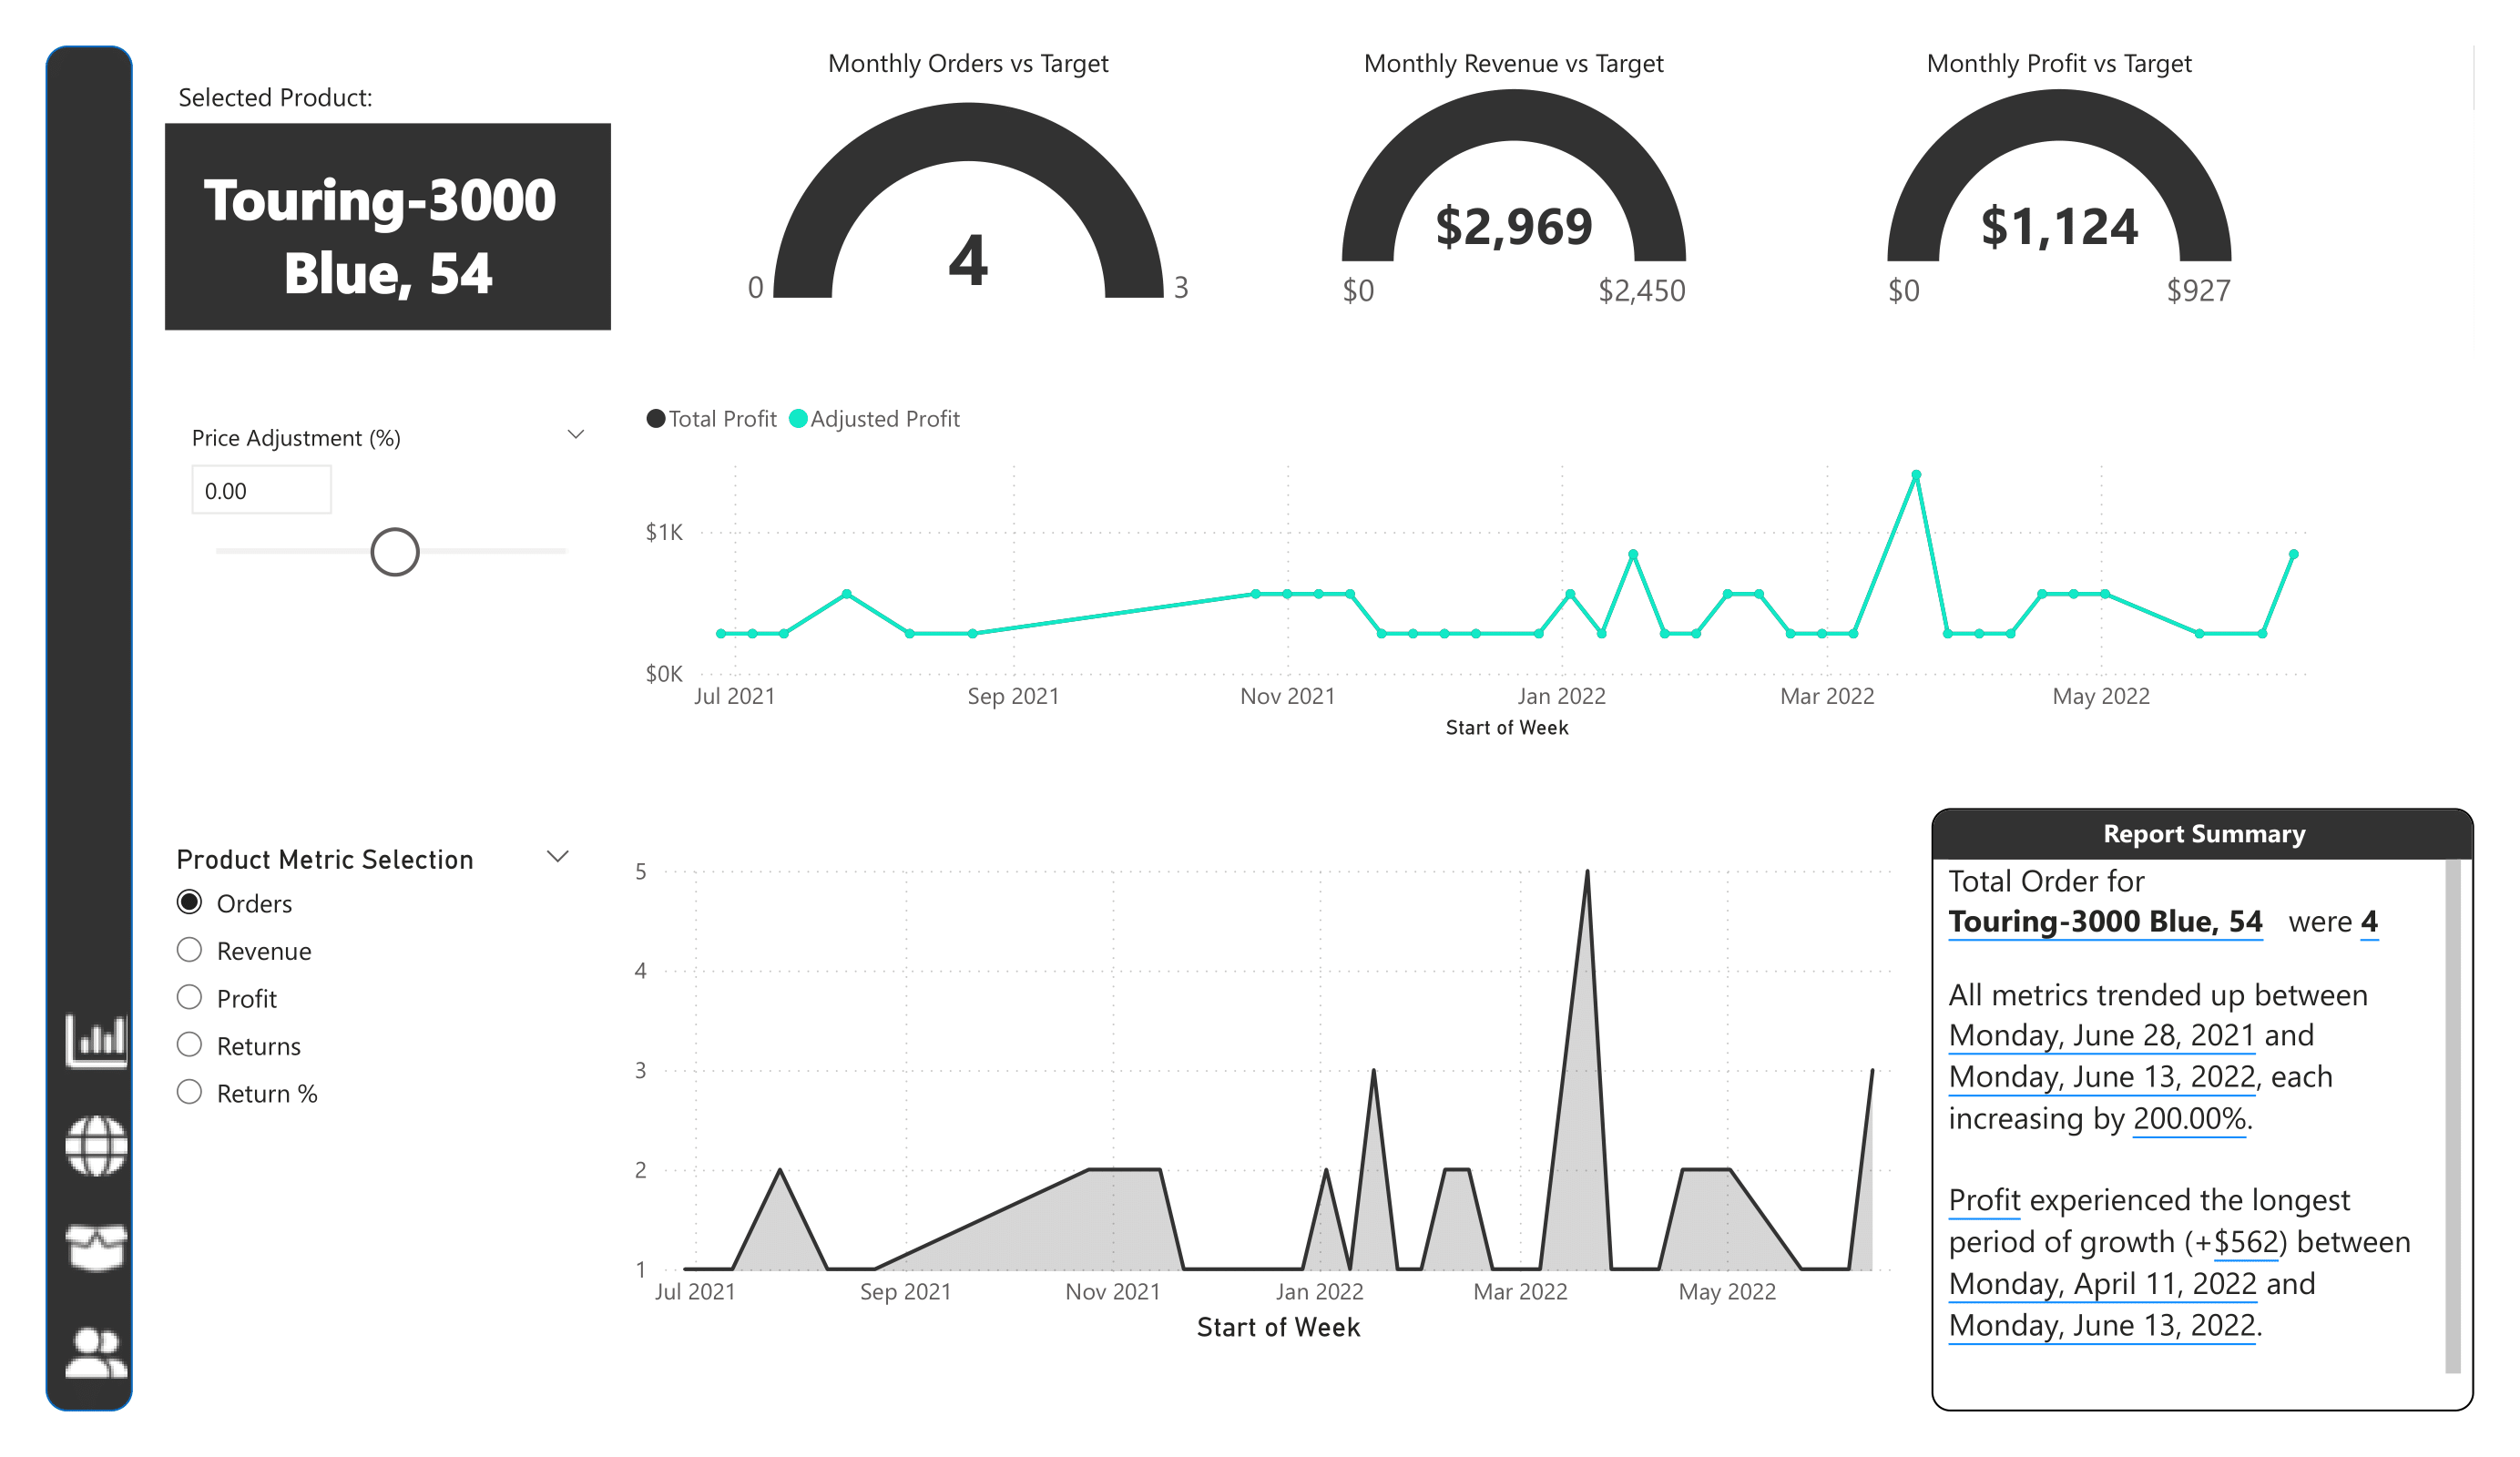 Selected Product:
Touring-3000
Blue, 54
Monthly Orders vs Target
4
0
3
Monthly Revenue vs Target
$2,969
$0
$2,450
Monthly Profit vs Target
$1,124
$0
$927
Price Adjustment (%)
0.00
Total Profit
Adjusted Profit
$1K
$0K
Jul 2021
Sep 2021
Nov 2021
Jan 2022
Mar 2022
May 2022
Start of Week
Product Metric Selection
Orders
Revenue
Profit
Returns
Return %
5
4
3
2
1
Jul 2021
Sep 2021
Nov 2021
Jan 2022
Mar 2022
May 2022
Start of Week
Report Summary
Total Order for
Touring-3000 Blue, 54 were 4
All metrics trended up between
Monday, June 28, 2021 and
Monday, June 13, 2022, each
increasing by 200.00%.
Profit experienced the longest
period of growth (+$562) between
Monday, April 11, 2022 and
Monday, June 13, 2022.